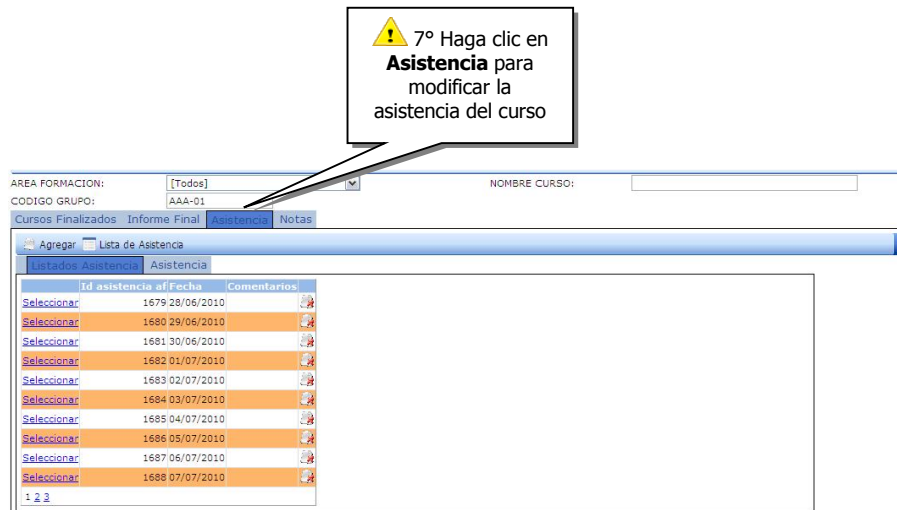 7° Haga clic en
Asistencia para
modificar la
asistencia del curso
AREA FORMACION: [Todos] NOMBRE CURSO:
CODIGO GRUPO: AAA-01
Cursos Finalizados Informe Final Asistencia Notas
Agregar Lista de Asistencia
Listados Asistencia Asistencia
Id asistencia af Fecha Comentarios
Seleccionar 1679 28/06/2010
Seleccionar 1680 29/06/2010
Seleccionar 1681 30/06/2010
Seleccionar 1682 01/07/2010
Seleccionar 1683 02/07/2010
Seleccionar 1684 03/07/2010
Seleccionar 1685 04/07/2010
Seleccionar 1686 05/07/2010
Seleccionar 1687 06/07/2010
Seleccionar 1688 07/07/2010
1 2 3